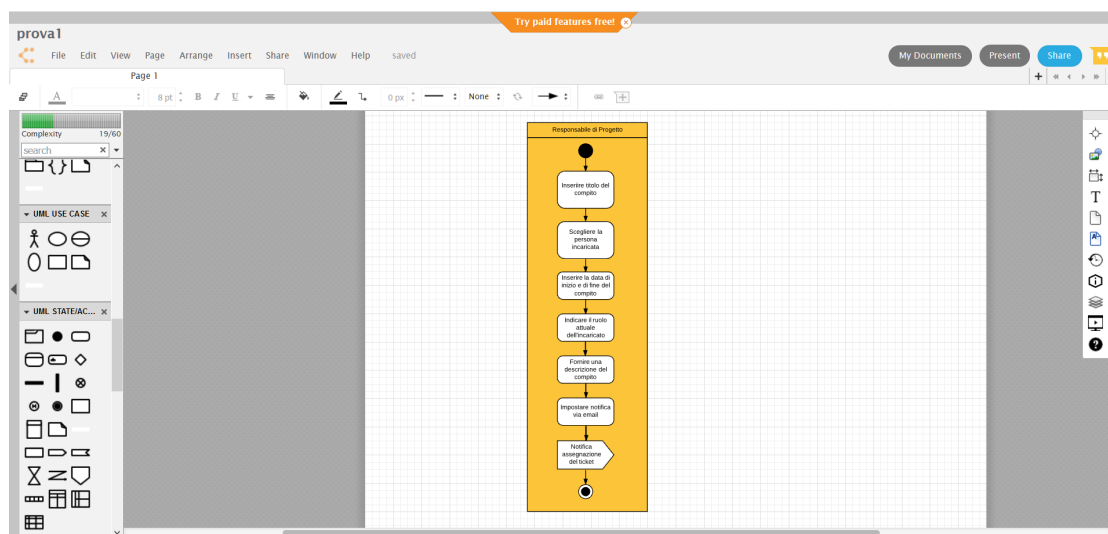 Try paid features free!
prova1
File Edit View Page Arrange Insert Share Window Help saved
My Documents Present Share
Page 1
A 8 pt B I U 0 px None
Complexity 19/60
search
UML USE CASE
UML STATE/AC...
T
Responsabile di Progetto
Inserire titolo del
compito
Scegliere la
persona
incaricata
Inserire la data di
inizio e di fine del
compito
Indicare il ruolo
attuale
dell'incaricato
Fornire una
descrizione del
compito
Impostare notifica
via email
Notifica
assegnazione
del ticket